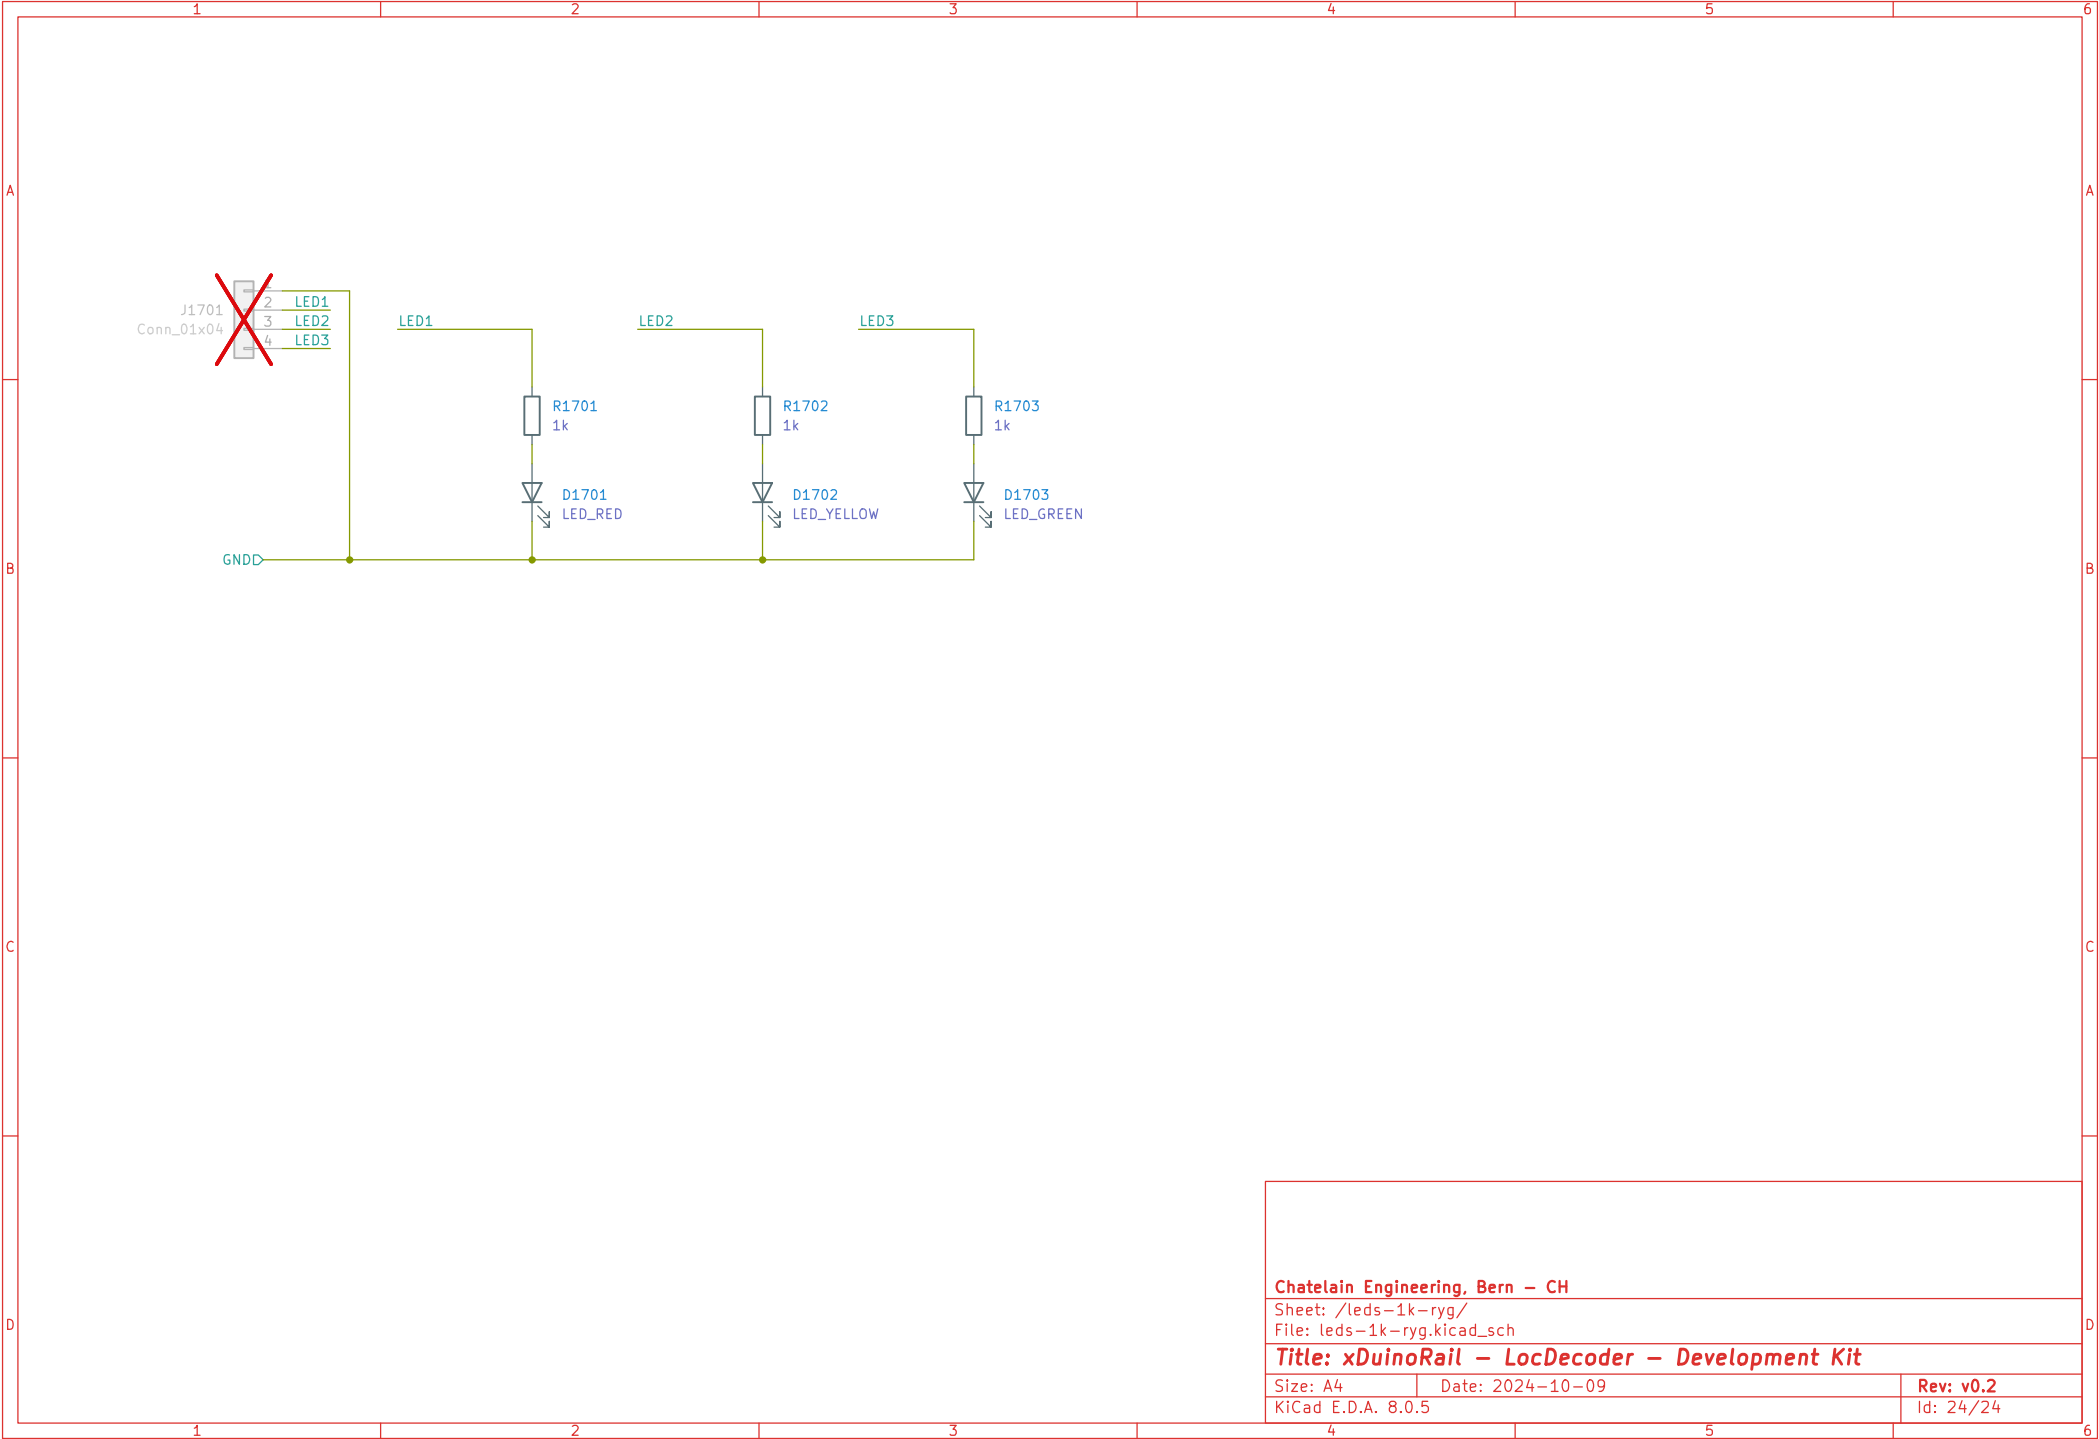 1 2 3 4 5 6
A A
J1701
Conn_01x04
2
3
4
LED1
LED2
LED3
LED1 LED2 LED3
R1701
1k
R1702
1k
R1703
1k
D1701
LED_RED
D1702
LED_YELLOW
D1703
LED_GREEN
GND
B B
C C
D D
Chatelain Engineering, Bern – CH
Sheet: /leds-1k-ryg/
File: leds-1k-ryg.kicad_sch
Title: xDuinoRail – LocDecoder – Development Kit
Size: A4 Date: 2024-10-09 Rev: v0.2
KiCad E.D.A. 8.0.5 Id: 24/24
1 2 3 4 5 6